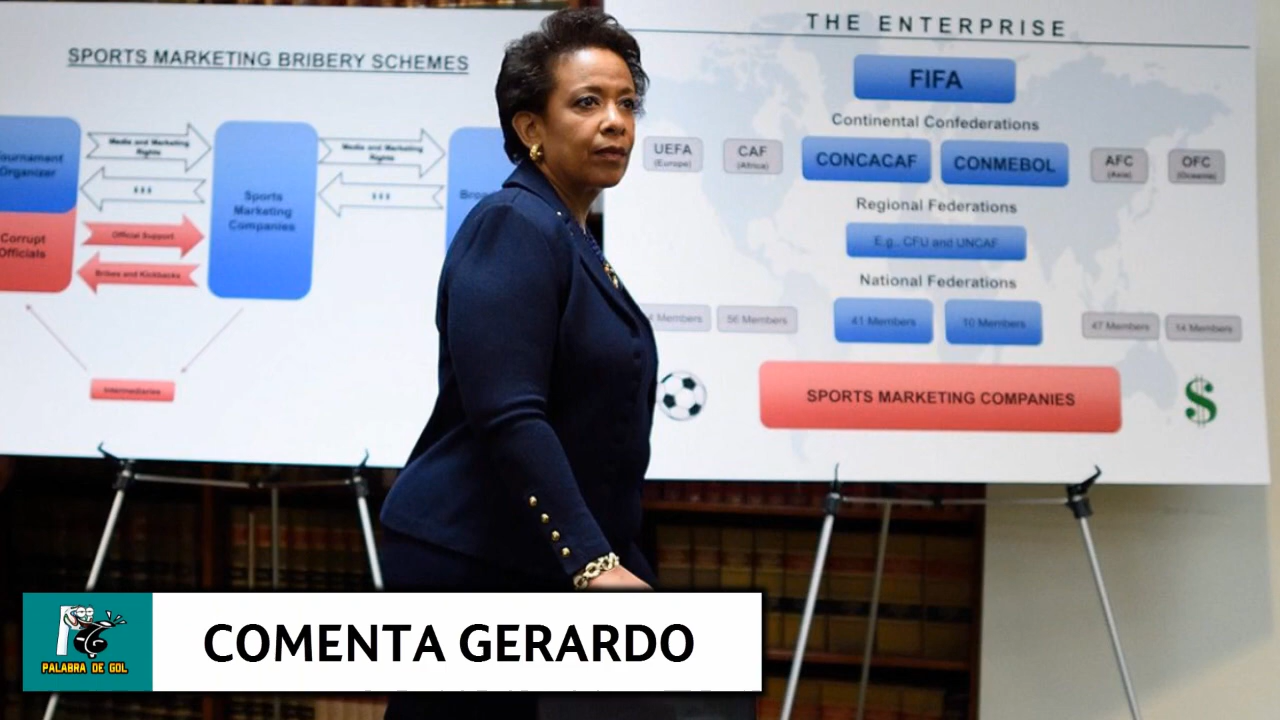 SPORTS MARKETING BRIBERY SCHEMES
Tournament
Organizer
Corrupt
Officials
Media and Marketing
Rights
$$$
Official Support
Bribes and Kickbacks
Sports
Marketing
Companies
Media and Marketing
Rights
$$$
Intermediaries
THE ENTERPRISE
FIFA
Continental Confederations
UEFA
(Europe)
CAF
(Africa)
CONCACAF
CONMEBOL
AFC
(Asia)
OFC
(Oceania)
Regional Federations
E.g., CFU and UNCAF
National Federations
Members
56 Members
41 Members
10 Members
47 Members
14 Members
SPORTS MARKETING COMPANIES
$
PALABRA DE GOL
COMENTA GERARDO